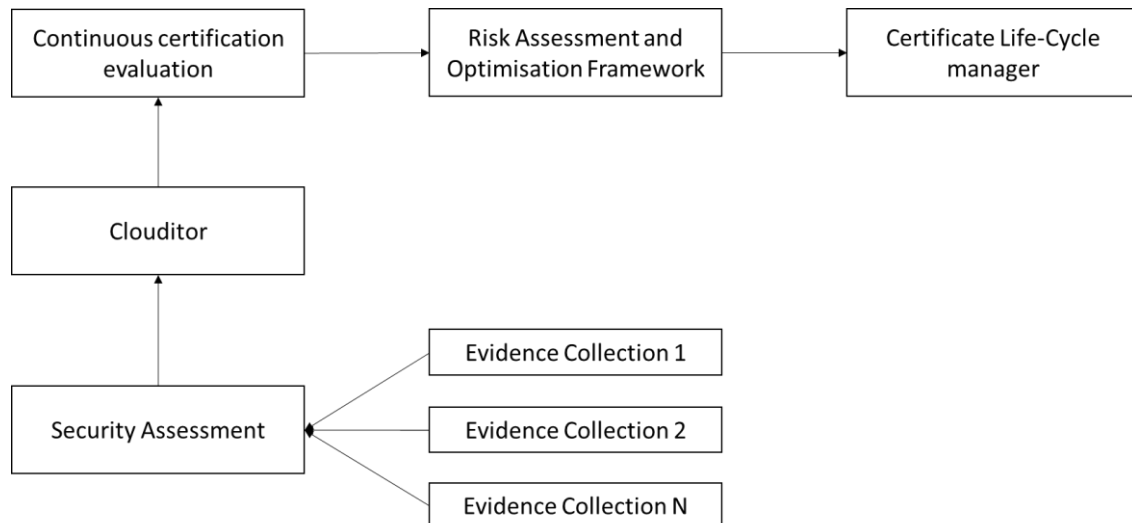 Continuous certification
evaluation
Risk Assessment and
Optimisation Framework
Certificate Life-Cycle
manager
Clouditor
Evidence Collection 1
Security Assessment
Evidence Collection 2
Evidence Collection N